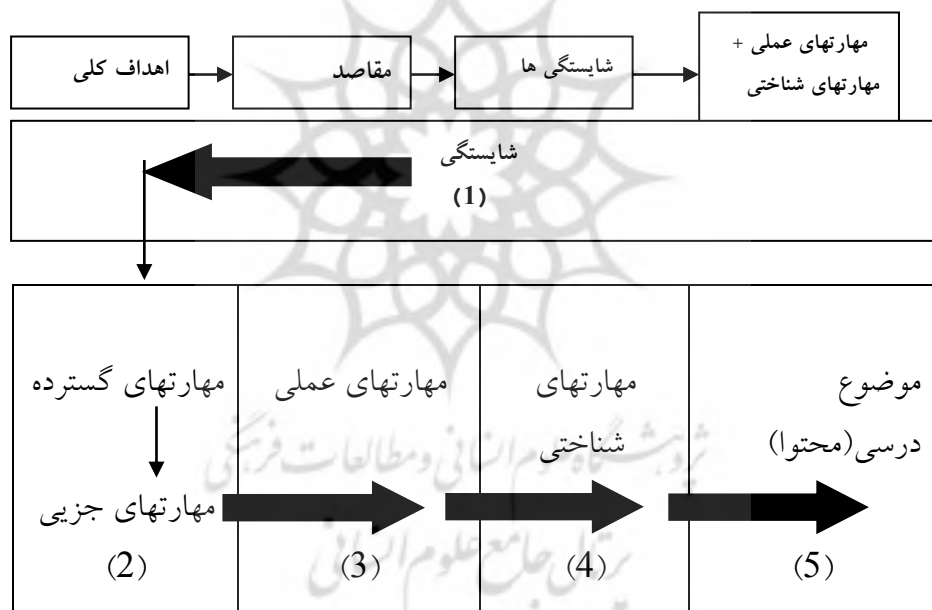 اهداف کلی
مقاصد
شایستگی ها
مهارتهای عملی +
مهارتهای شناختی
شایستگی
(1)
مهارتهای گسترده
مهارتهای جزیی
(2)
مهارتهای عملی
(3)
مهارتهای
شناختی
(4)
موضوع
درسی(محتوا)
(5)
پژوهشگاه علوم انسانی و مطالعات فرهنگی
پرتال جامع علوم انسانی